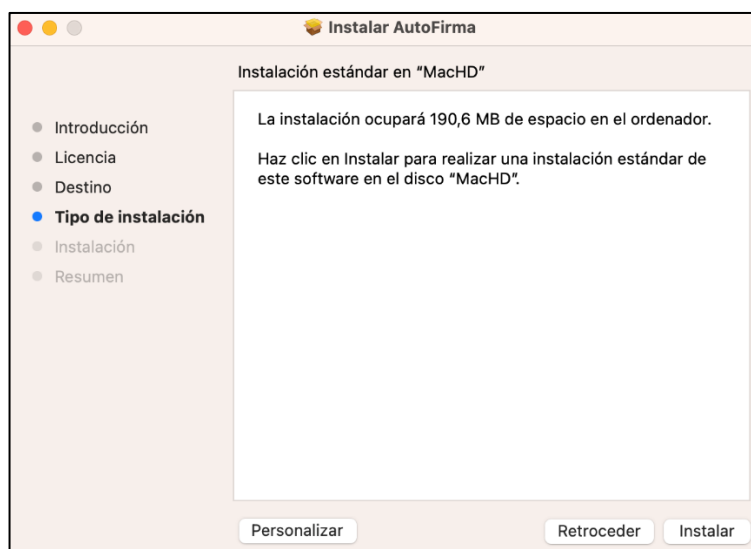 Instalar AutoFirma
Instalación estándar en “MacHD”
Introducción
Licencia
Destino
Tipo de instalación
Instalación
Resumen
La instalación ocupará 190,6 MB de espacio en el ordenador.
Haz clic en Instalar para realizar una instalación estándar de
este software en el disco “MacHD”.
Personalizar
Retroceder
Instalar